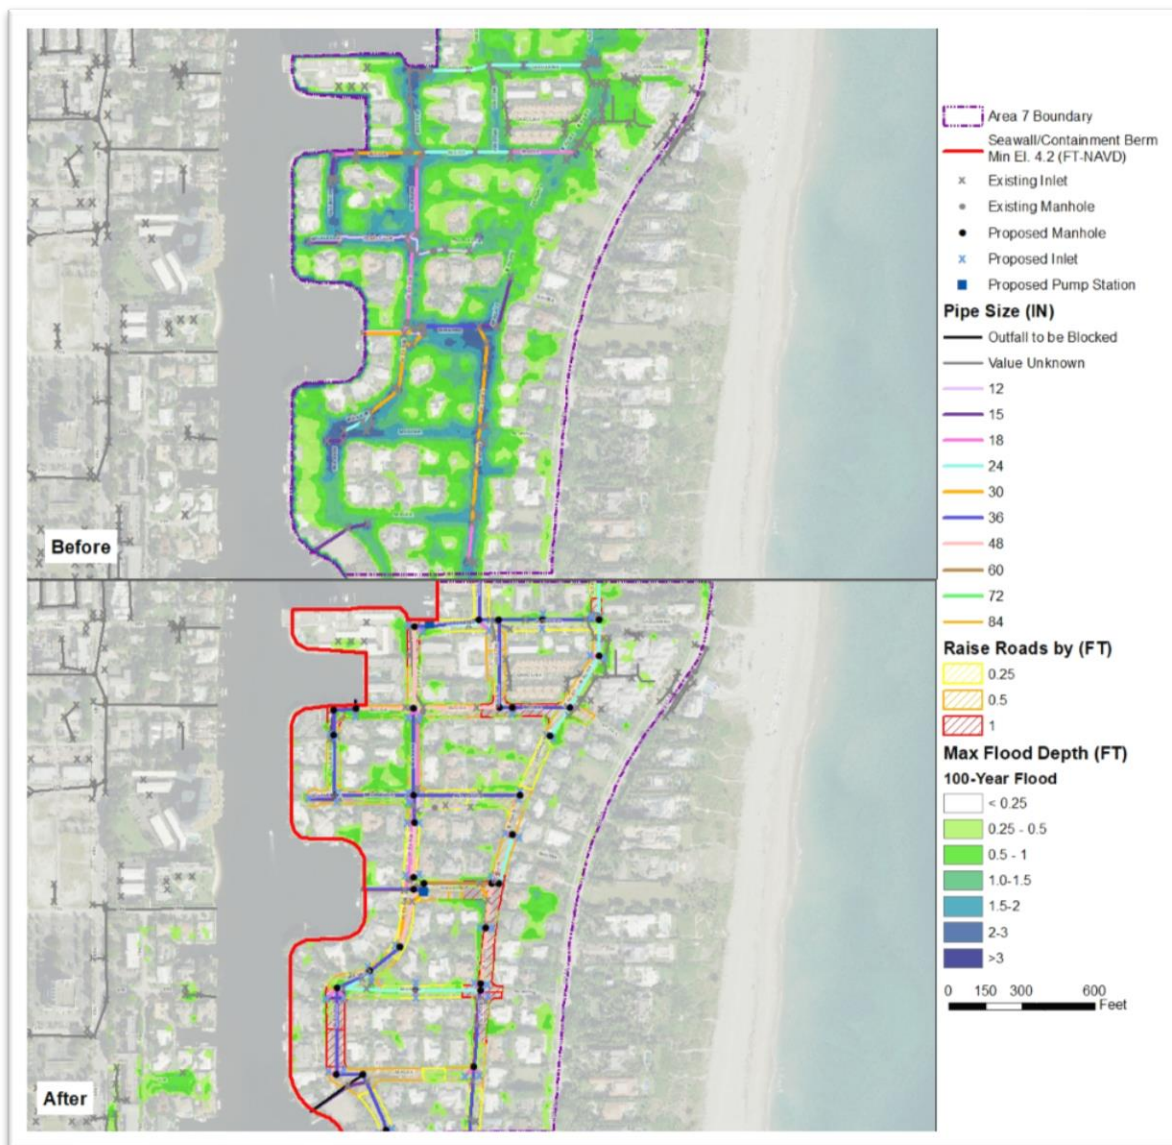 Area 7 Boundary
Seawall/Containment Berm
Min El. 4.2 (FT-NAVD)
Existing Inlet
Existing Manhole
Proposed Manhole
Proposed Inlet
Proposed Pump Station
Pipe Size (IN)
Outfall to be Blocked
Value Unknown
12
15
18
24
30
36
48
60
72
84
Raise Roads by (FT)
0.25
0.5
1
Max Flood Depth (FT)
100-Year Flood
< 0.25
0.25 - 0.5
0.5 - 1
1.0-1.5
1.5-2
2-3
>3
0 150 300 600
Feet
Before
After